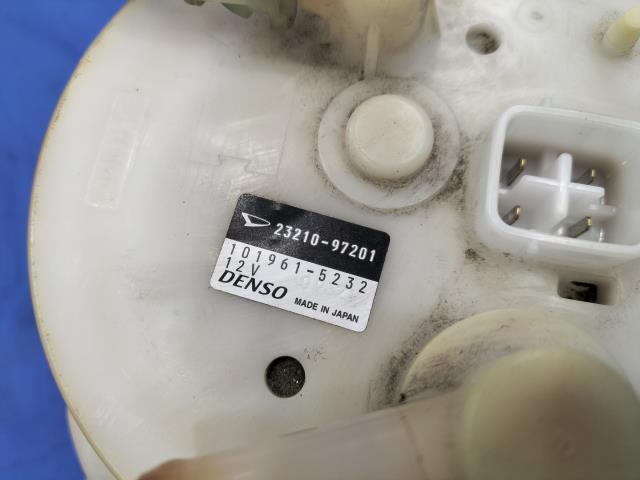 23210-97201
101961-5232
12V
DENSO MADE IN JAPAN